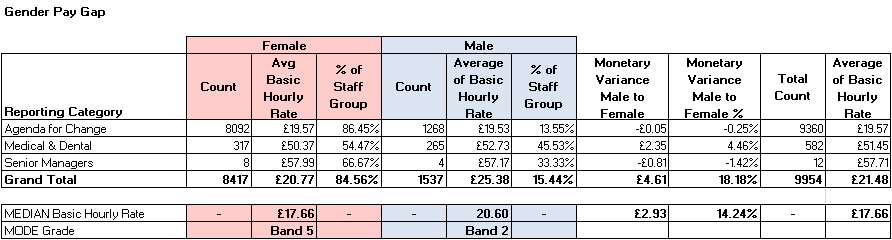 Gender Pay Gap
Female Male
Reporting Category Count Avg Basic Hourly Rate % of Staff Group Count Average of Basic Hourly Rate % of Staff Group Monetary Variance Male to Female Monetary Variance Male to Female % Total Count Average of Basic Hourly Rate
Agenda for Change 8092 £19.57 86.45% 1268 £19.53 13.55% -£0.05 -0.25% 9360 £19.57
Medical & Dental 317 £50.37 54.47% 265 £52.73 45.53% £2.35 4.46% 582 £51.45
Senior Managers 8 £57.99 66.67% 4 £57.17 33.33% -£0.81 -1.42% 12 £57.71
Grand Total 8417 £20.77 84.56% 1537 £25.38 15.44% £4.61 18.18% 9954 £21.48
MEDIAN Basic Hourly Rate - £17.66 - - 20.60 - £2.93 14.24% - £17.66
MODE Grade Band 5 Band 2